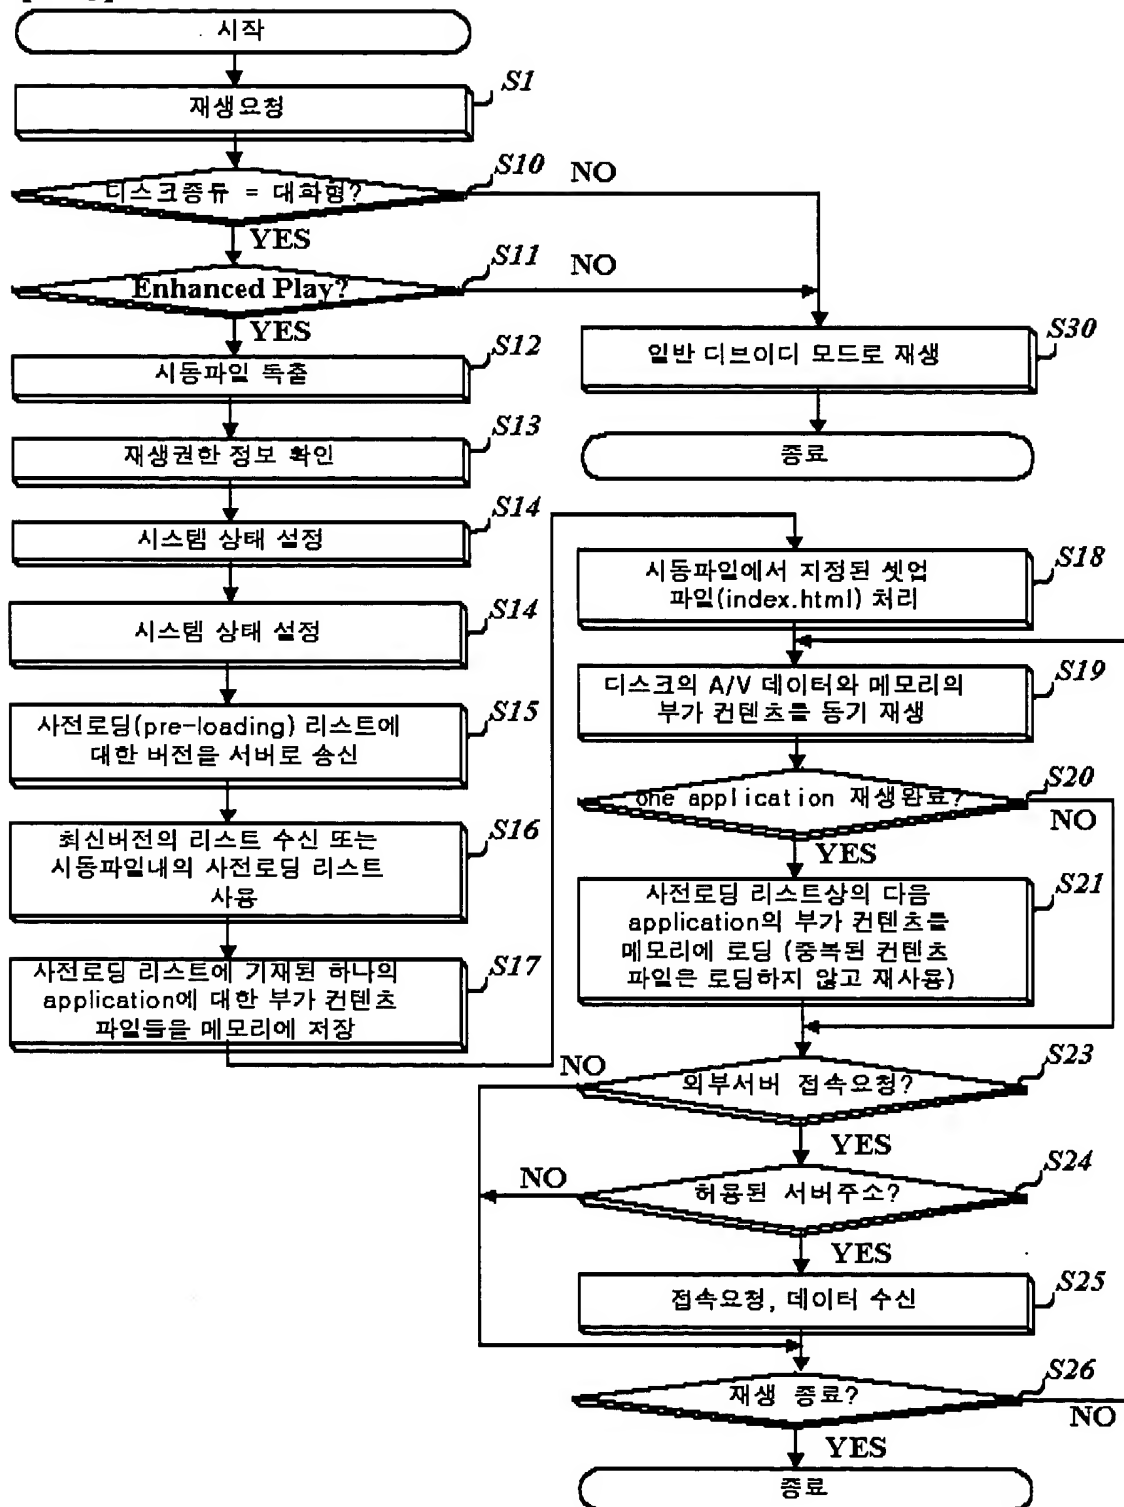 시작
S1
재생요청
S10
디스크종류 = 대화형?
NO
YES
S11
Enhanced Play?
NO
YES
S12
시동파일 독출
S13
재생권한 정보 확인
S14
시스템 상태 설정
S14
시스템 상태 설정
S15
사전로딩(pre-loading) 리스트에
대한 버전을 서버로 송신
S16
최신버전의 리스트 수신 또는
시동파일내의 사전로딩 리스트
사용
S17
사전로딩 리스트에 기재된 하나의
application에 대한 부가 컨텐츠
파일들을 메모리에 저장
S30
일반 디브이디 모드로 재생
종료
S18
시동파일에서 지정된 셋업
파일(index.html) 처리
S19
디스크의 A/V 데이터와 메모리의
부가 컨텐츠를 동기 재생
S20
one application 재생완료?
NO
YES
S21
사전로딩 리스트상의 다음
application의 부가 컨텐츠를
메모리에 로딩 (중복된 컨텐츠
파일은 로딩하지 않고 재사용)
S23
NO
외부서버 접속요청?
YES
S24
NO
허용된 서버주소?
YES
S25
접속요청, 데이터 수신
S26
재생 종료?
NO
YES
종료